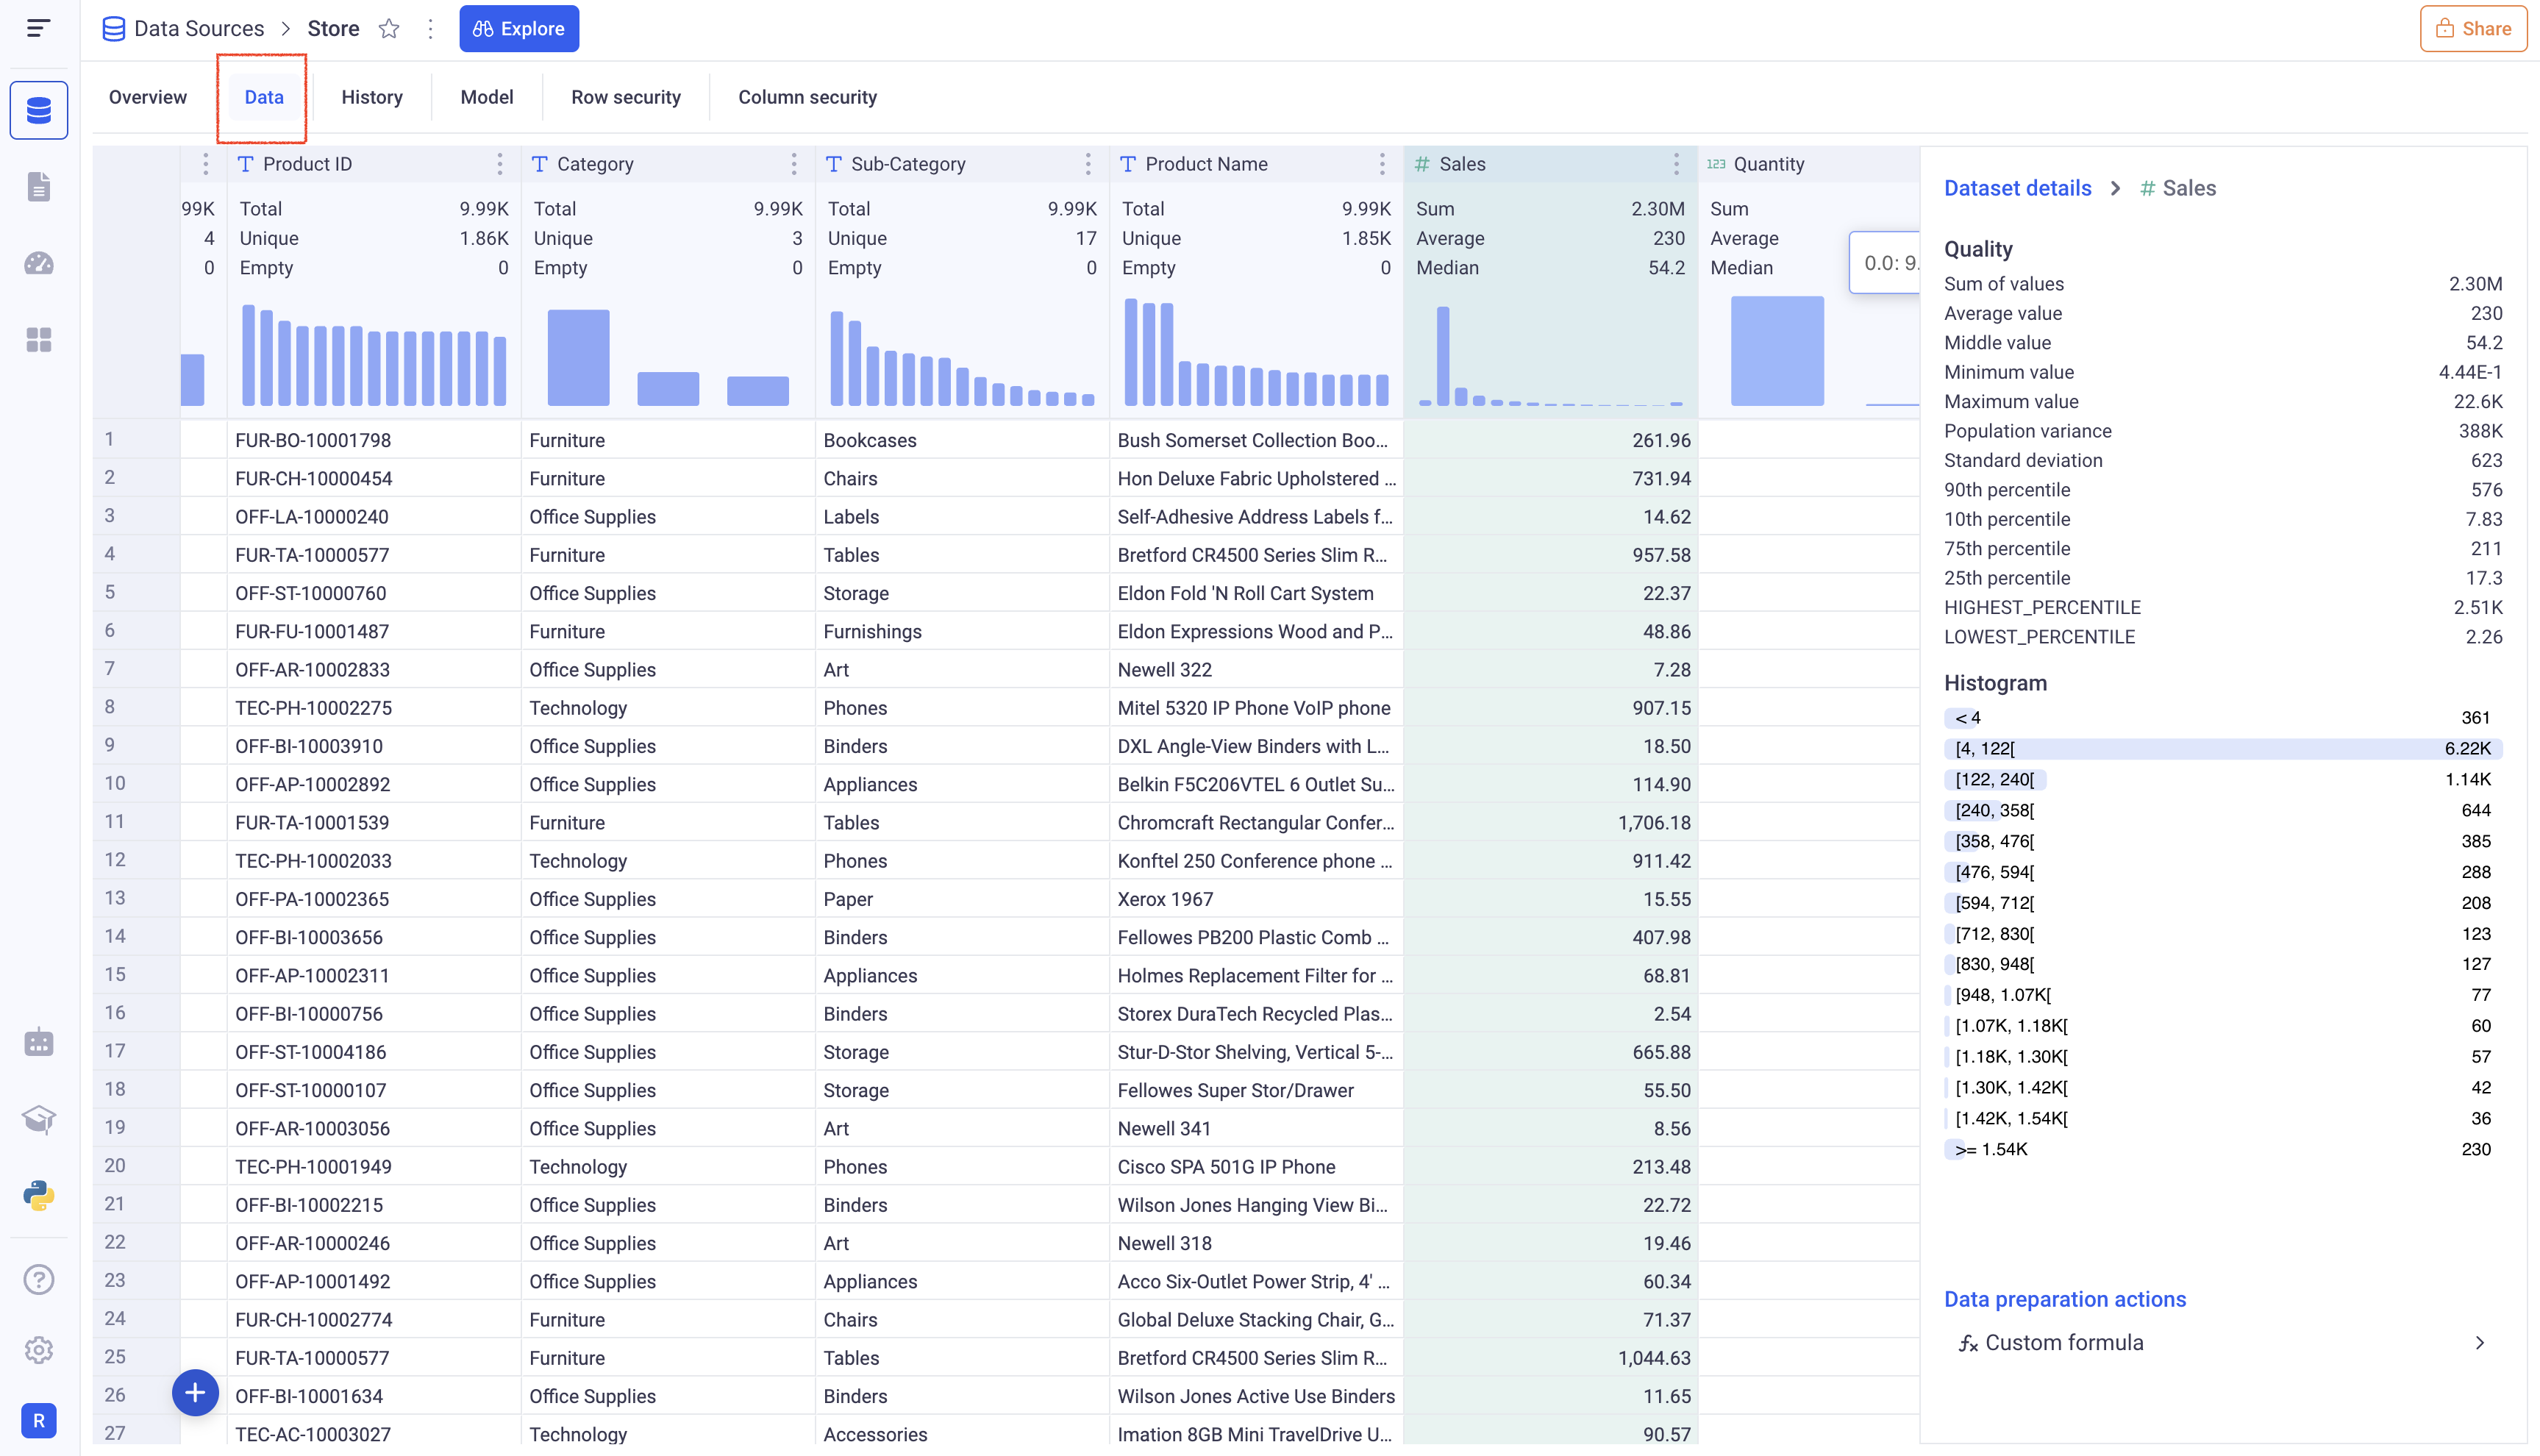 Data Sources > Store Explore Share
Overview Data History Model Row security Column security
Product ID Category Sub-Category Product Name # Sales 123 Quantity
99K Total 9.99K Total 9.99K Total 9.99K Total 9.99K Sum 2.30M Sum
4 Unique 1.86K Unique 3 Unique 17 Unique 1.85K Average 230 Average
0 Empty 0 Empty 0 Empty 0 Empty 0 Median 54.2 Median
0.0: 9.
1 FUR-BO-10001798 Furniture Bookcases Bush Somerset Collection Boo... 261.96
2 FUR-CH-10000454 Furniture Chairs Hon Deluxe Fabric Upholstered ... 731.94
3 OFF-LA-10000240 Office Supplies Labels Self-Adhesive Address Labels f... 14.62
4 FUR-TA-10000577 Furniture Tables Bretford CR4500 Series Slim R... 957.58
5 OFF-ST-10000760 Office Supplies Storage Eldon Fold 'N Roll Cart System 22.37
6 FUR-FU-10001487 Furniture Furnishings Eldon Expressions Wood and P... 48.86
7 OFF-AR-10002833 Office Supplies Art Newell 322 7.28
8 TEC-PH-10002275 Technology Phones Mitel 5320 IP Phone VoIP phone 907.15
9 OFF-BI-10003910 Office Supplies Binders DXL Angle-View Binders with L... 18.50
10 OFF-AP-10002892 Office Supplies Appliances Belkin F5C206VTEL 6 Outlet Su... 114.90
11 FUR-TA-10001539 Furniture Tables Chromcraft Rectangular Confer... 1,706.18
12 TEC-PH-10002033 Technology Phones Konftel 250 Conference phone ... 911.42
13 OFF-PA-10002365 Office Supplies Paper Xerox 1967 15.55
14 OFF-BI-10003656 Office Supplies Binders Fellowes PB200 Plastic Comb ... 407.98
15 OFF-AP-10002311 Office Supplies Appliances Holmes Replacement Filter for ... 68.81
16 OFF-BI-10000756 Office Supplies Binders Storex DuraTech Recycled Plas... 2.54
17 OFF-ST-10004186 Office Supplies Storage Stur-D-Stor Shelving, Vertical 5-... 665.88
18 OFF-ST-10000107 Office Supplies Storage Fellowes Super Stor/Drawer 55.50
19 OFF-AR-10003056 Office Supplies Art Newell 341 8.56
20 TEC-PH-10001949 Technology Phones Cisco SPA 501G IP Phone 213.48
21 OFF-BI-10002215 Office Supplies Binders Wilson Jones Hanging View Bi... 22.72
22 OFF-AR-10000246 Office Supplies Art Newell 318 19.46
23 OFF-AP-10001492 Office Supplies Appliances Acco Six-Outlet Power Strip, 4' ... 60.34
24 FUR-CH-10002774 Furniture Chairs Global Deluxe Stacking Chair, G... 71.37
25 FUR-TA-10000577 Furniture Tables Bretford CR4500 Series Slim R... 1,044.63
26 OFF-BI-10001634 Office Supplies Binders Wilson Jones Active Use Binders 11.65
27 TEC-AC-10003027 Technology Accessories Imation 8GB Mini TravelDrive U... 90.57
Dataset details > # Sales
Quality
Sum of values 2.30M
Average value 230
Middle value 54.2
Minimum value 4.44E-1
Maximum value 22.6K
Population variance 388K
Standard deviation 623
90th percentile 576
10th percentile 7.83
75th percentile 211
25th percentile 17.3
HIGHEST_PERCENTILE 2.51K
LOWEST_PERCENTILE 2.26
Histogram
< 4 361
[4, 122[ 6.22K
[122, 240[ 1.14K
[240, 358[ 644
[358, 476[ 385
[476, 594[ 288
[594, 712[ 208
[712, 830[ 123
[830, 948[ 127
[948, 1.07K[ 77
[1.07K, 1.18K[ 60
[1.18K, 1.30K[ 57
[1.30K, 1.42K[ 42
[1.42K, 1.54K[ 36
>= 1.54K 230
Data preparation actions
fx Custom formula
R